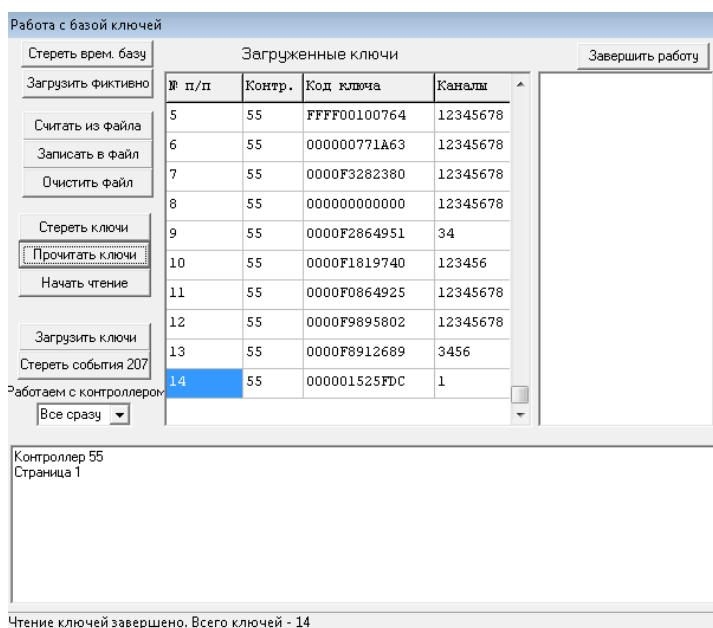 Работа с базой ключей
Стереть врем. базу
Загруженные ключи
Завершить работу
Загрузить фиктивно
№ п/п Контр. Код ключа Каналы
5 55 FFFF00100764 12345678
Считать из файла
6 55 000000771A63 12345678
Записать в файл
7 55 0000F3282380 12345678
Очистить файл
8 55 000000000000 12345678
Стереть ключи
9 55 0000F2864951 34
Прочитать ключи
10 55 0000F1819740 123456
Начать чтение
11 55 0000F0864925 12345678
12 55 0000F9895802 12345678
Загрузить ключи
13 55 0000F8912689 3456
Стереть события 207
14 55 000001525FDC 1
Работаем с контроллером
Все сразу
Контроллер 55
Страница 1
Чтение ключей завершено. Всего ключей - 14